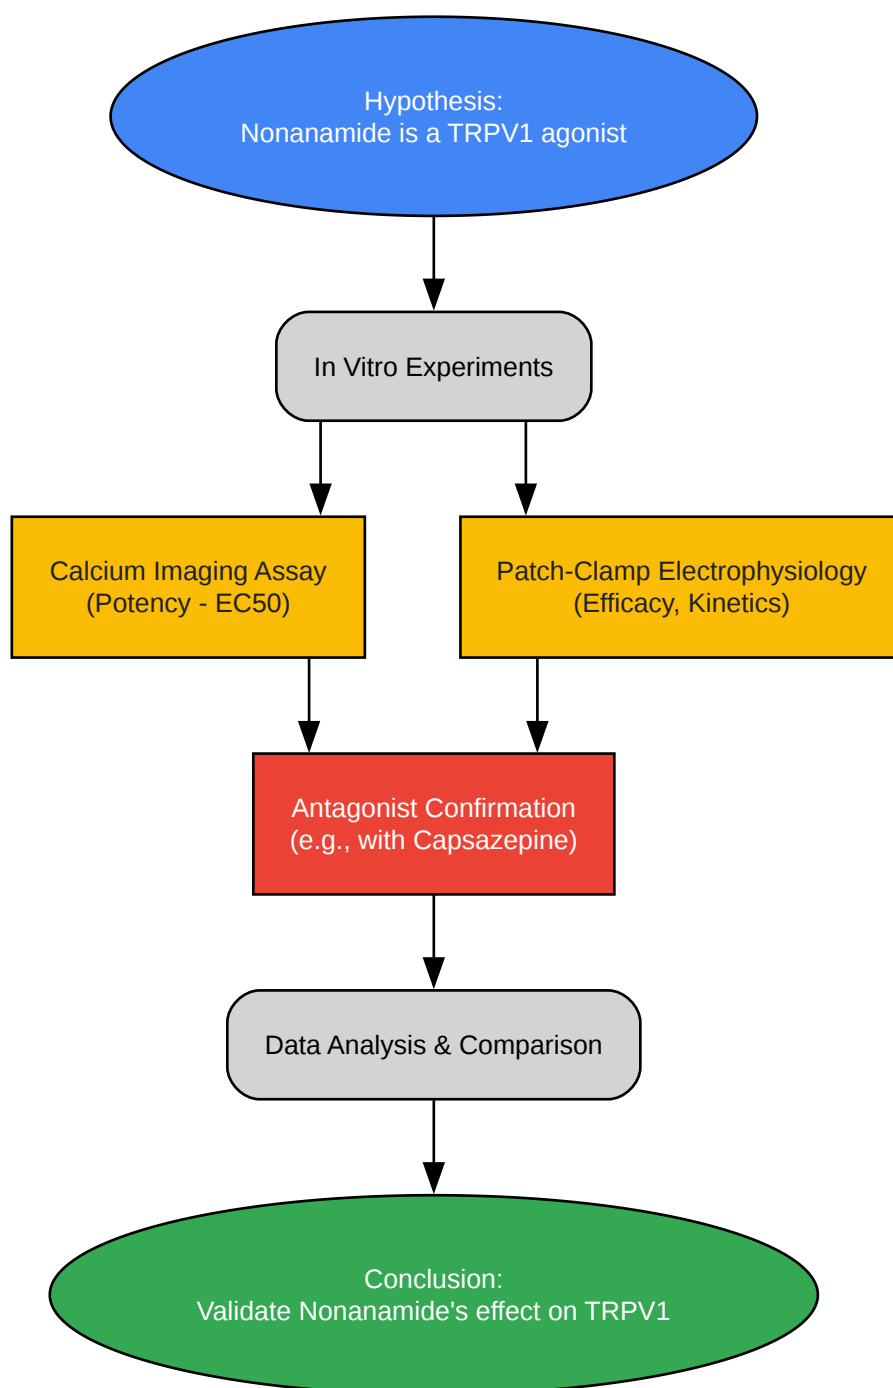 Hypothesis:
Nonanamide is a TRPV1 agonist
In Vitro Experiments
Calcium Imaging Assay
(Potency - EC50)
Patch-Clamp Electrophysiology
(Efficacy, Kinetics)
Antagonist Confirmation
(e.g., with Capsazepine)
Data Analysis & Comparison
Conclusion:
Validate Nonanamide's effect on TRPV1